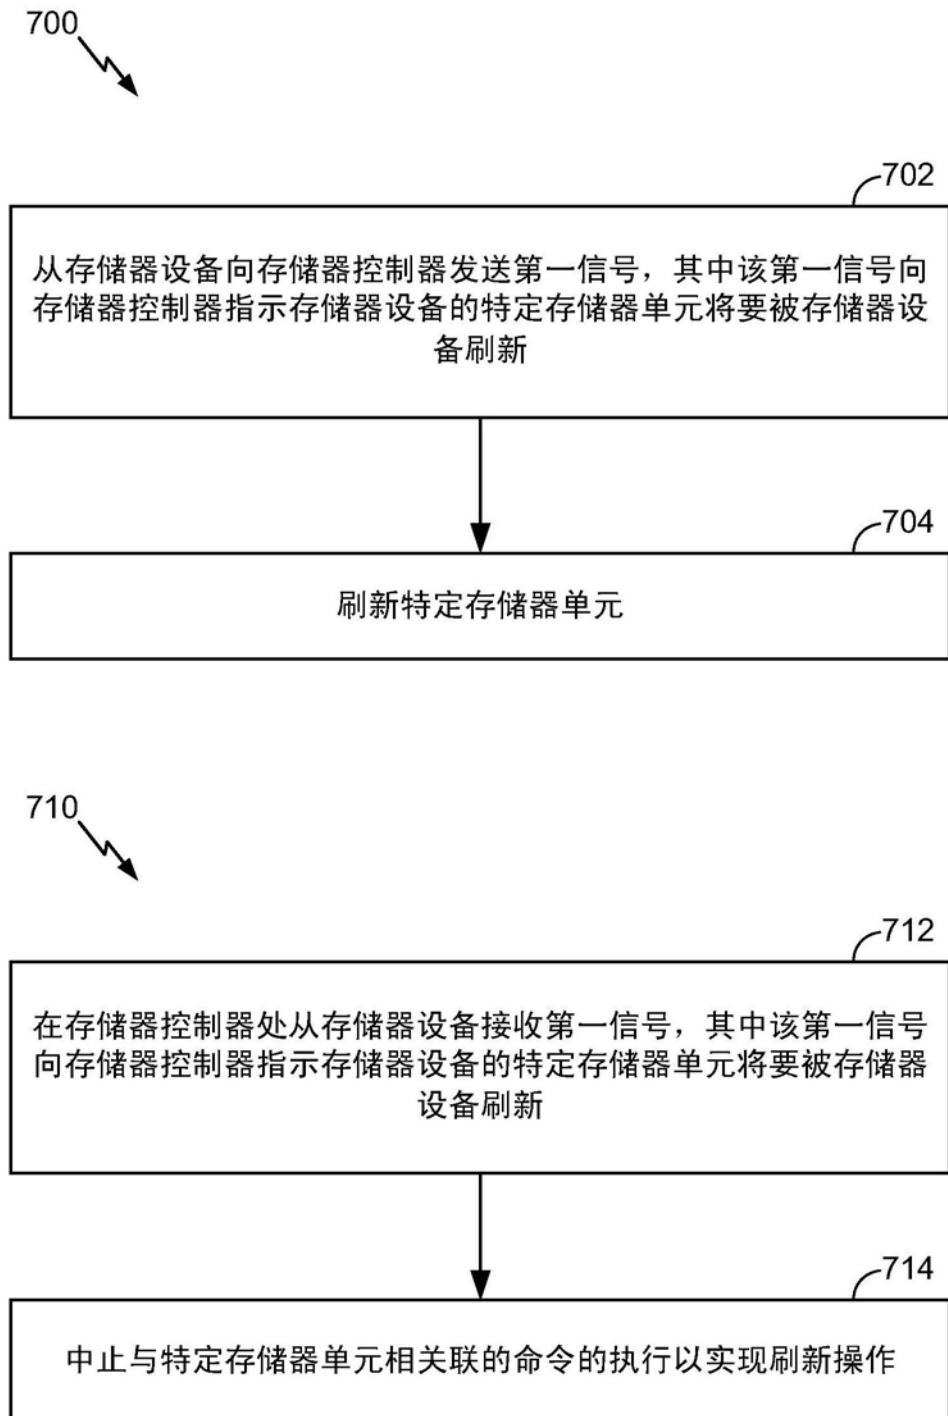 700
702
从存储器设备向存储器控制器发送第一信号，其中该第一信号向
存储器控制器指示存储器设备的特定存储器单元将要被存储器设
备刷新
704
刷新特定存储器单元
710
712
在存储器控制器处从存储器设备接收第一信号，其中该第一信号
向存储器控制器指示存储器设备的特定存储器单元将要被存储器
设备刷新
714
中止与特定存储器单元相关联的命令的执行以实现刷新操作